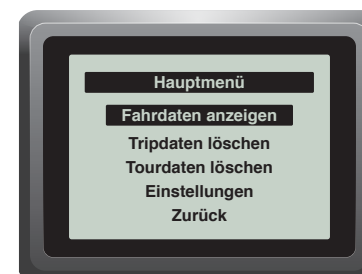 Hauptmenü
Fahrdaten anzeigen
Tripdaten löschen
Tourdaten löschen
Einstellungen
Zurück